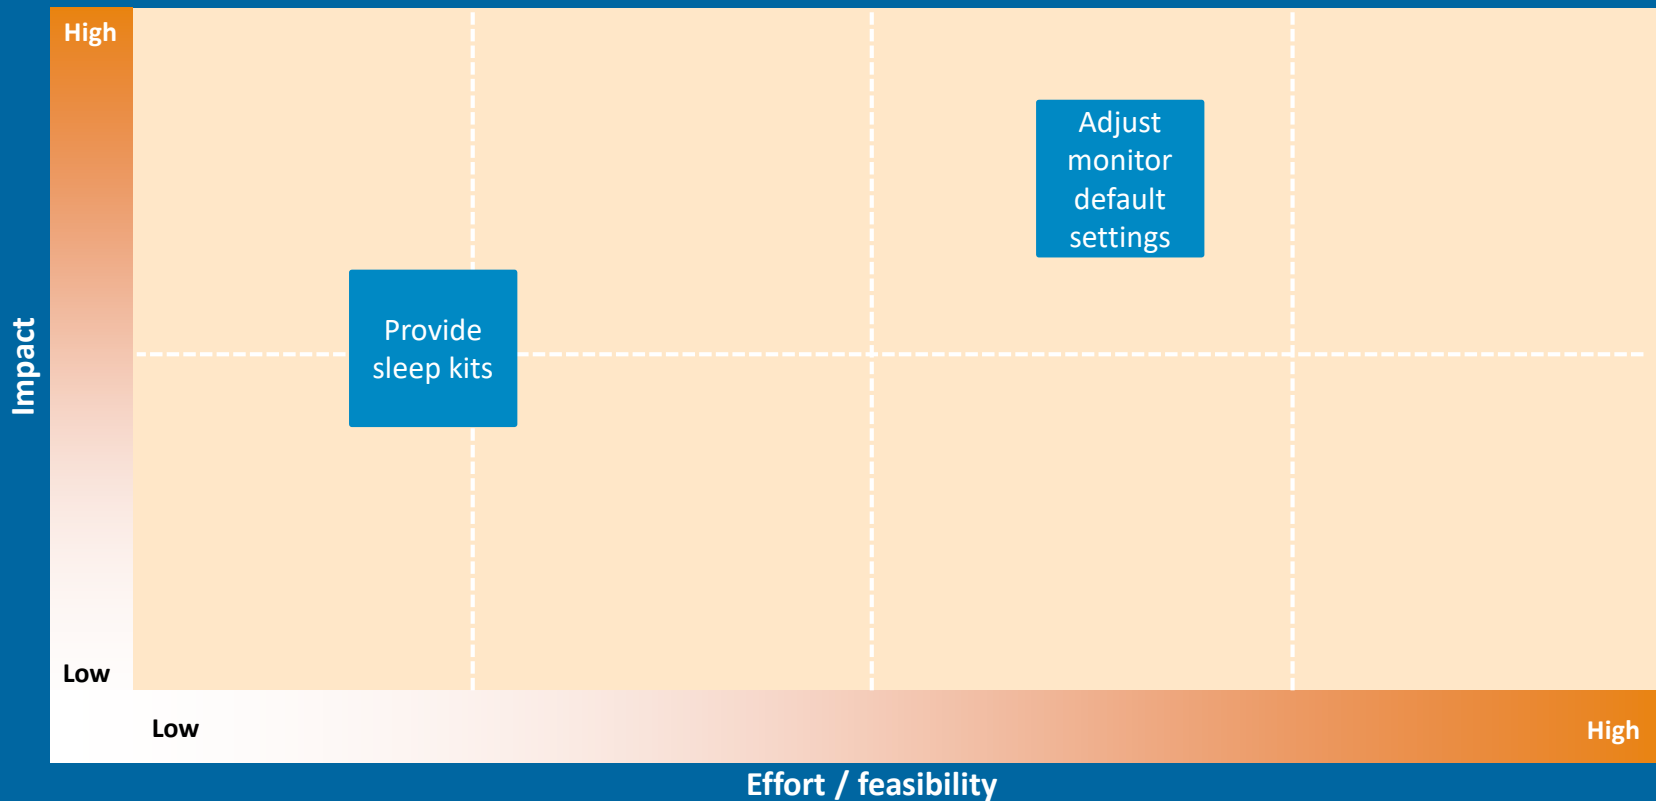 High
Adjust
monitor
default
settings
Provide
sleep kits
Impact
Low
Low
High
Effort / feasibility